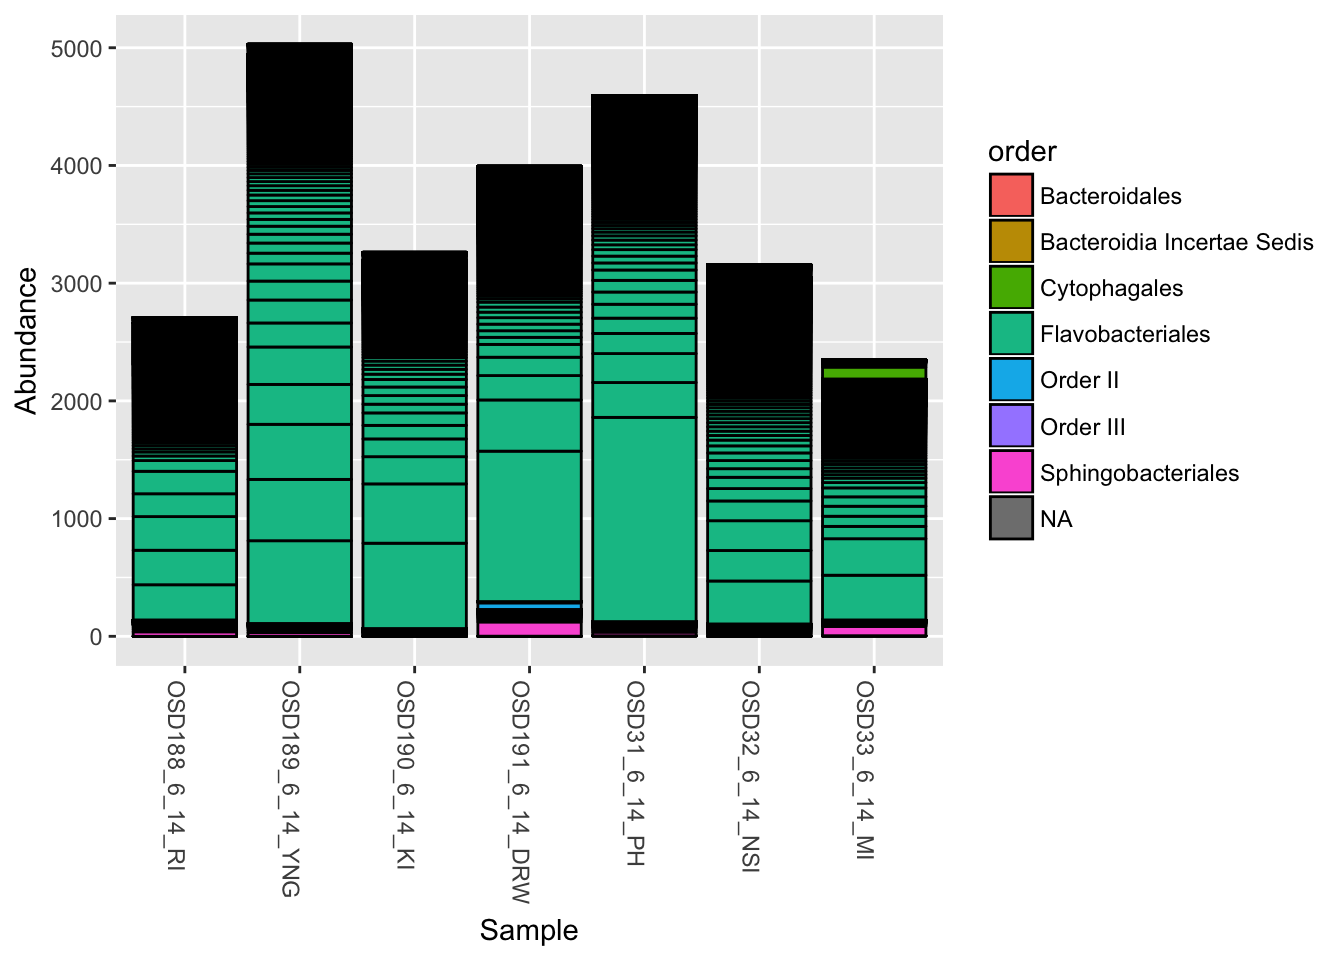 Abundance
5000
4000
3000
2000
1000
0
OSD188_6_14_RI
OSD189_6_14_YNG
OSD190_6_14_KI
OSD191_6_14_DRW
OSD31_6_14_PH
OSD32_6_14_NSI
OSD33_6_14_MI
Sample
order
Bacteroidales
Bacteroidia Incertae Sedis
Cytophagales
Flavobacteriales
Order II
Order III
Sphingobacteriales
NA